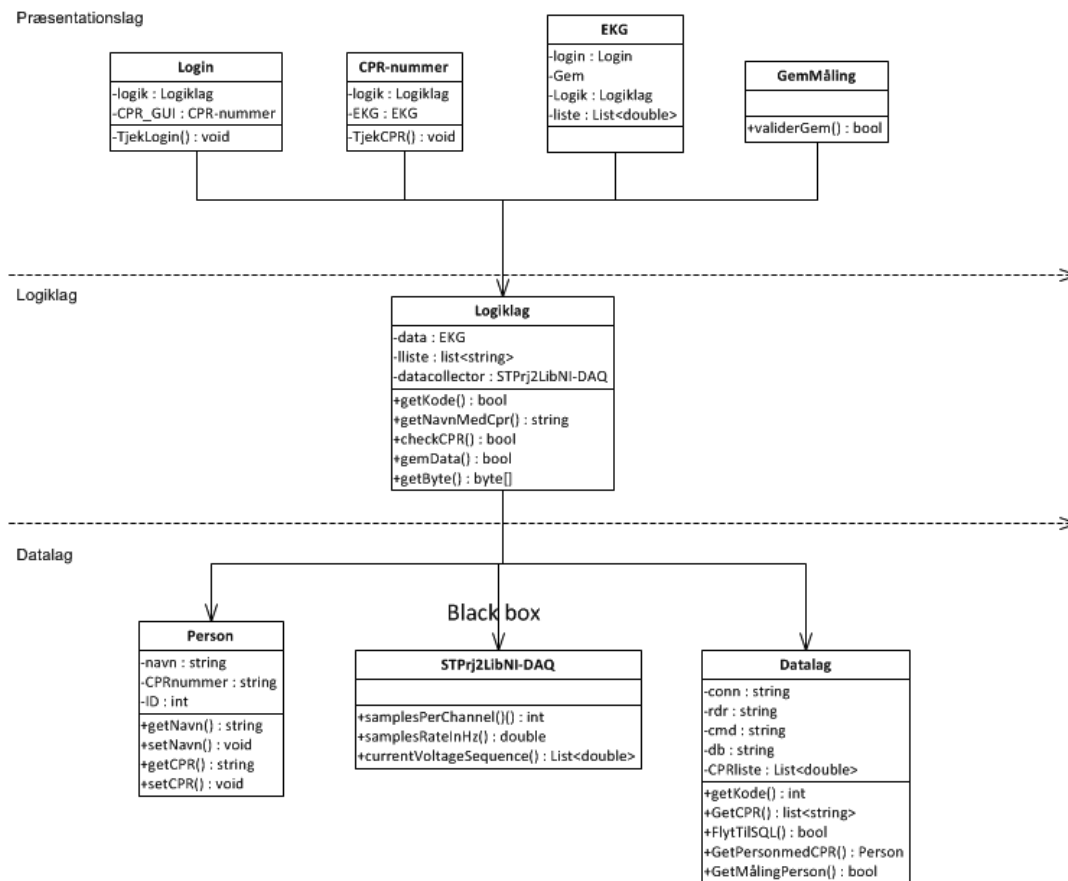 Præsentationslag
Login
-logik : Logiklag
-CPR_GUI : CPR-nummer
-TjekLogin() : void
CPR-nummer
-logik : Logiklag
-EKG : EKG
-TjekCPR() : void
EKG
-login : Login
-Gem
-Logik : Logiklag
-liste : List<double>
GemMåling
+validerGem() : bool
Logiklag
Logiklag
-data : EKG
-lliste : list<string>
-datacollector : STPrj2LibNI-DAQ
+getKode() : bool
+getNavnMedCpr() : string
+checkCPR() : bool
+gemData() : bool
+getByte() : byte[]
Datalag
Black box
Person
-navn : string
-CPRnummer : string
-ID : int
+getNavn() : string
+setNavn() : void
+getCPR() : string
+setCPR() : void
STPrj2LibNI-DAQ
+samplesPerChannel()() : int
+samplesRateInHz() : double
+currentVoltageSequence() : List<double>
Datalag
-conn : string
-rdr : string
-cmd : string
-db : string
-CPRliste : List<double>
+getKode() : int
+GetCPR() : list<string>
+FlytTilSQL() : bool
+GetPersonmedCPR() : Person
+GetMålingPerson() : bool